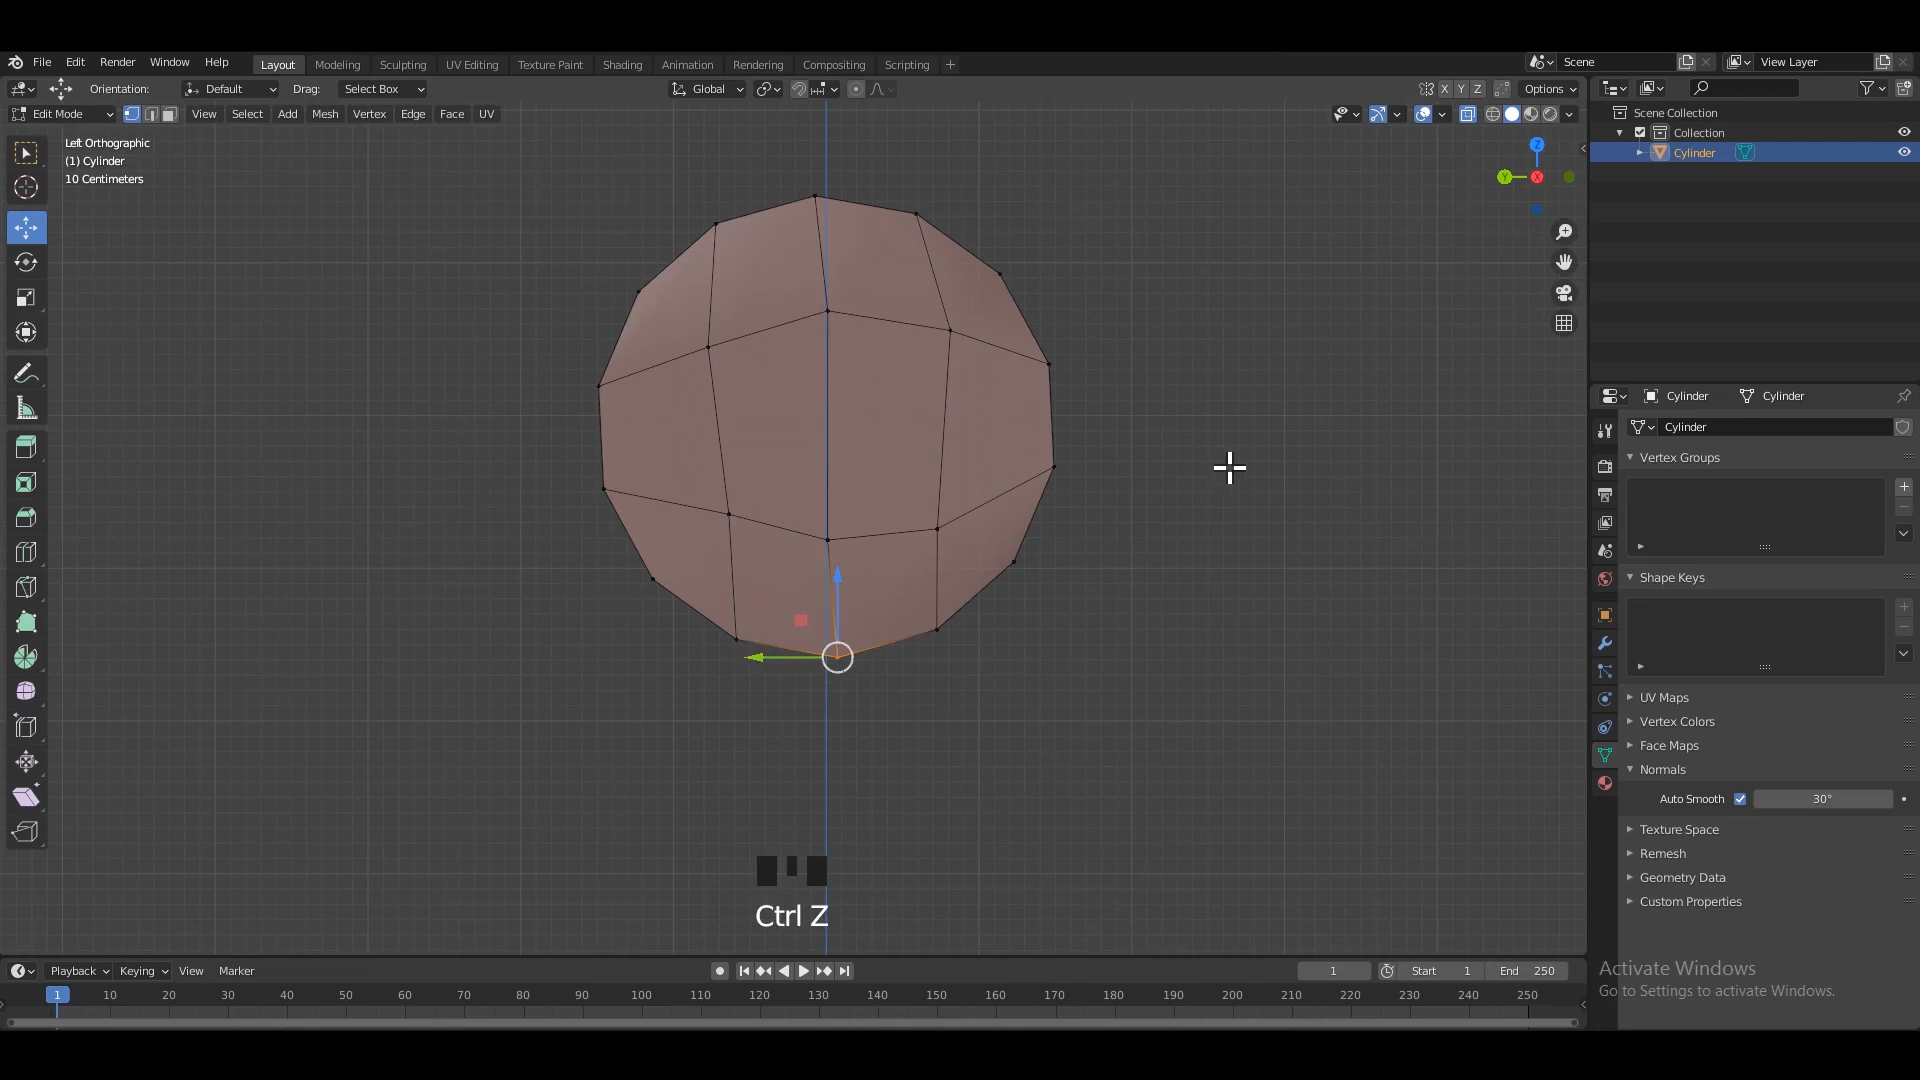 File Edit Render Window Help Layout Modeling Sculpting UV Editing Texture Paint Shading Animation Rendering Compositing Scripting + Scene View Layer
Orientation: Default Drag: Select Box Global X Y Z Options
Edit Mode View Select Add Mesh Vertex Edge Face UV
Left Orthographic
(1) Cylinder
10 Centimeters
Z
Y X
Scene Collection
Collection
Cylinder
Cylinder Cylinder
Cylinder
Vertex Groups
Shape Keys
UV Maps
Vertex Colors
Face Maps
Normals
Auto Smooth 30°
Texture Space
Remesh
Geometry Data
Custom Properties
Ctrl Z
Activate Windows
Go to Settings to activate Windows.
Playback Keying View Marker 1 Start 1 End 250
1 10 20 30 40 50 60 70 80 90 100 110 120 130 140 150 160 170 180 190 200 210 220 230 240 250